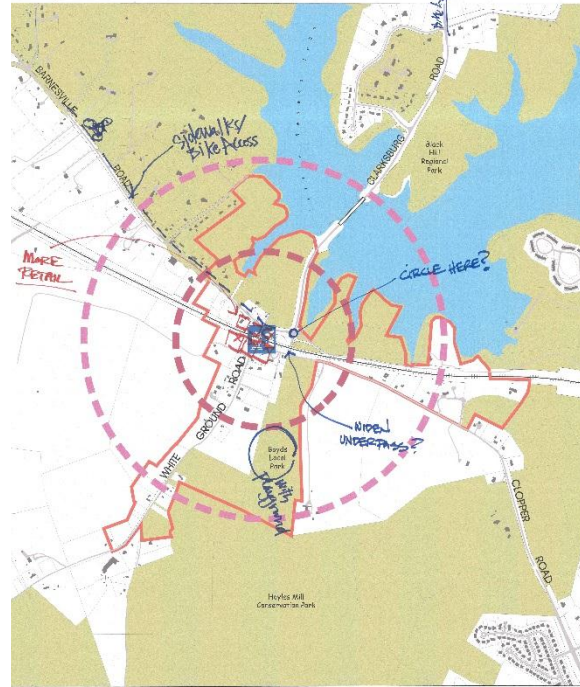 BARNESVILLE
ROAD
Sidewalks/
Bike Access
CLARKSBURG
ROAD
Black
Hill
Regional
Park
MORE
RETAIL
CIRCLE HERE?
WHITE GROUND ROAD
WIDEN
UNDERPASS?
Boyds
Local
Park
with
playground
CLOPPER
ROAD
Hoyles Mill
Conservation Park